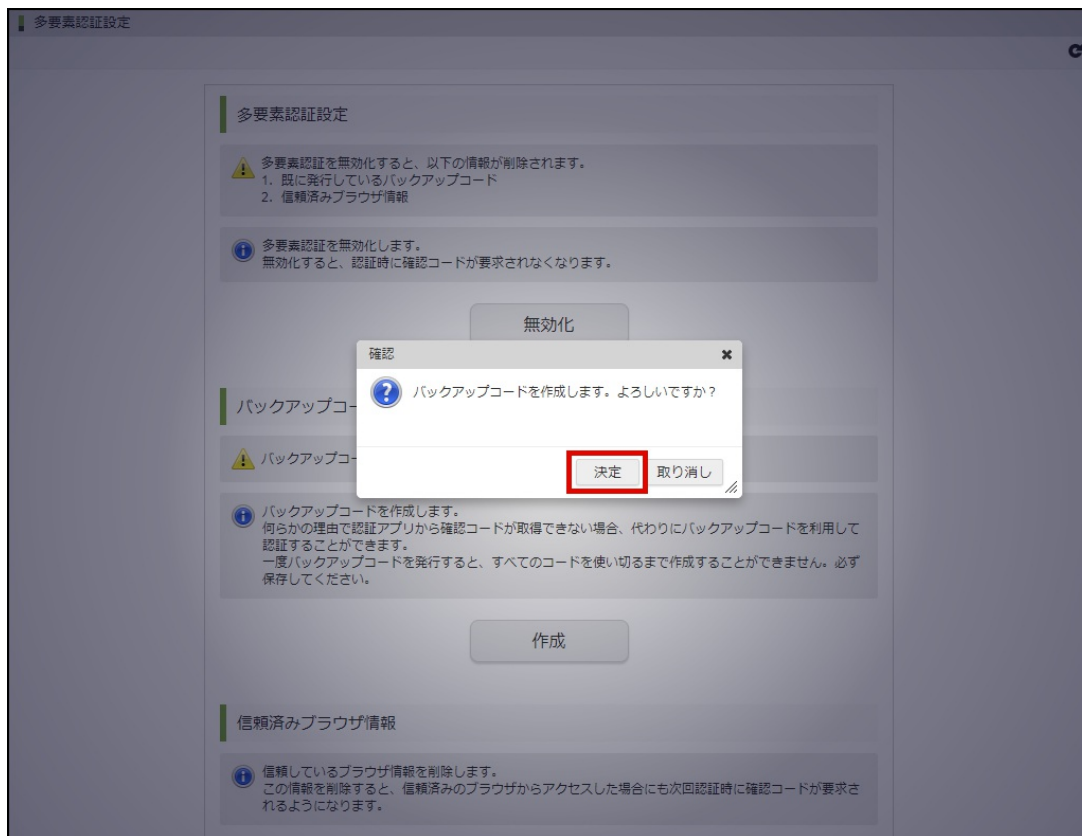 多要素認証設定
多要素認証設定
多要素認証を無効化すると、以下の情報が削除されます。
1. 既に発行しているバックアップコード
2. 信頼済みブラウザ情報
多要素認証を無効化します。
無効化すると、認証時に確認コードが要求されなくなります。
無効化
確認
バックアップコードを作成します。よろしいですか？
決定 取り消し
バックアップコー
バックアップコー
バックアップコードを作成します。
何らかの理由で認証アプリから確認コードが取得できない場合、代わりにバックアップコードを利用して
認証することができます。
一度バックアップコードを発行すると、すべてのコードを使い切るまで作成することができません。必ず
保存してください。
作成
信頼済みブラウザ情報
信頼しているブラウザ情報を削除します。
この情報を削除すると、信頼済みのブラウザからアクセスした場合にも次回認証時に確認コードが要求さ
れるようになります。